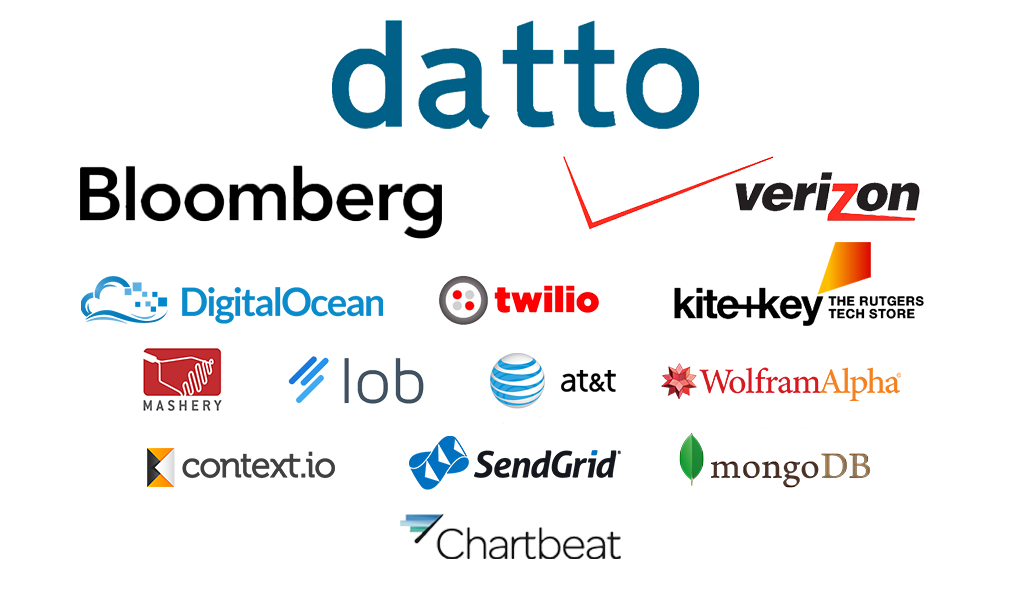 datto
Bloomberg
verizon
DigitalOcean
twilio
kite+key
THE RUTGERS
TECH STORE
MASHERY
lob
at&t
WolframAlpha
context.io
SendGrid
mongoDB
Chartbeat